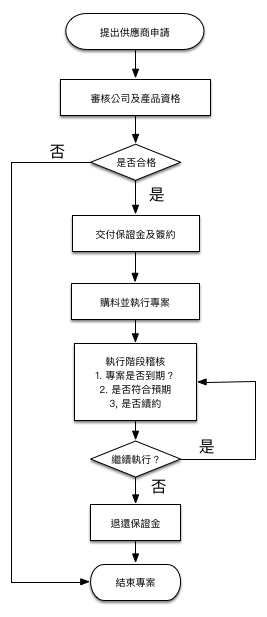 提出供應商申請
審核公司及產品資格
是否合格
否
是
交付保證金及簽約
購料並執行專案
執行階段稽核
1. 專案是否到期？
2. 是否符合預期
3, 是否續約
繼續執行？
是
否
退還保證金
結束專案